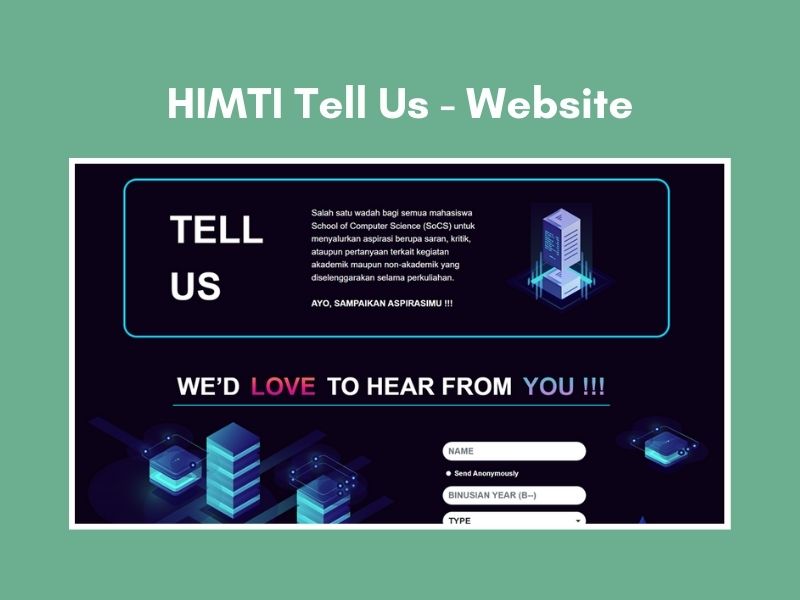 HIMTI Tell Us - Website
TELL
US
Salah satu wadah bagi semua mahasiswa
School of Computer Science (SoCS) untuk
menyalurkan aspirasi berupa saran, kritik,
ataupun pertanyaan terkait kegiatan
akademik maupun non-akademik yang
diselenggarakan selama perkuliahan.
AYO, SAMPAIKAN ASPIRASIMU !!!
WE'D LOVE TO HEAR FROM YOU !!!
NAME
Send Anonymously
BINUSIAN YEAR (B--)
TYPE